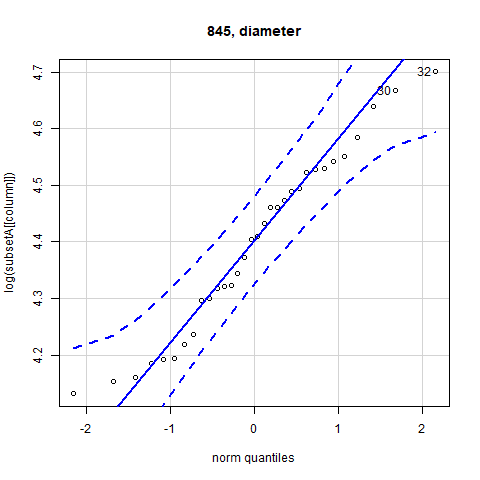 845, diameter
log(subsetA[[column]])
4.7
4.6
4.5
4.4
4.3
4.2
32
30
-2 -1 0 1 2
norm quantiles